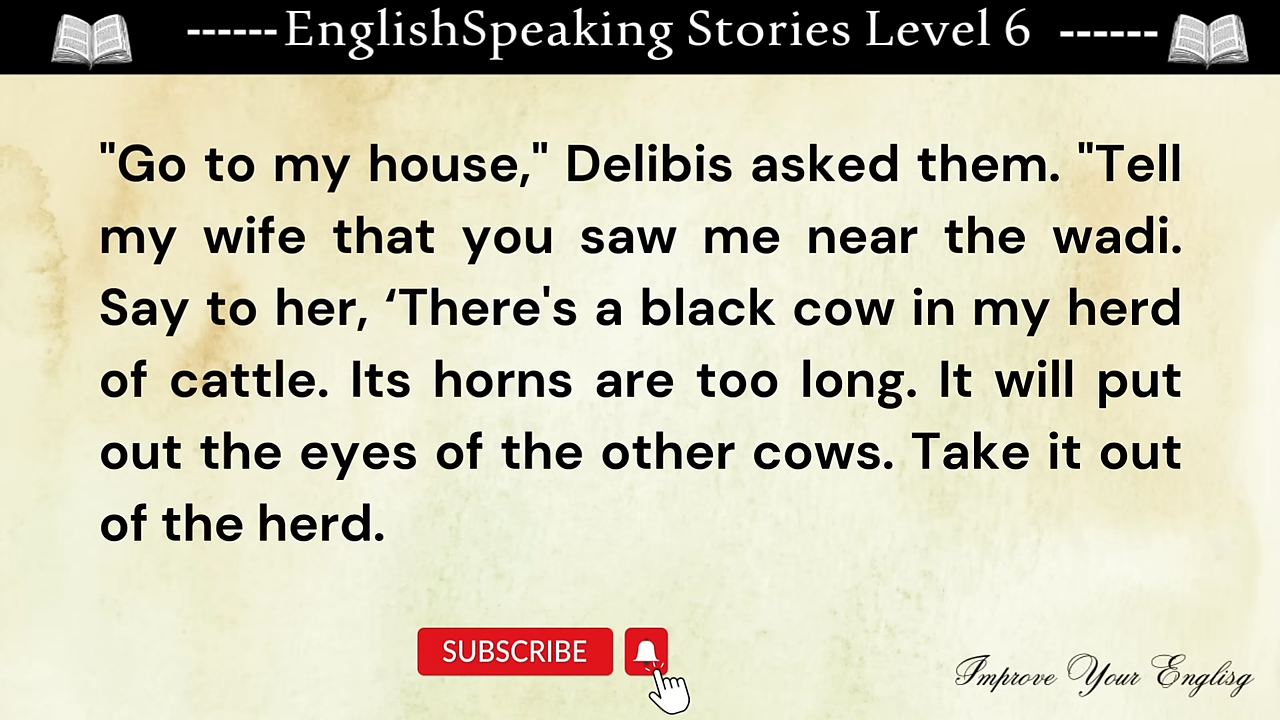 ------EnglishSpeaking Stories Level 6 ------
"Go to my house," Delibis asked them. "Tell
my wife that you saw me near the wadi.
Say to her, ‘There's a black cow in my herd
of cattle. Its horns are too long. It will put
out the eyes of the other cows. Take it out
of the herd.
SUBSCRIBE
Improve Your Englisg